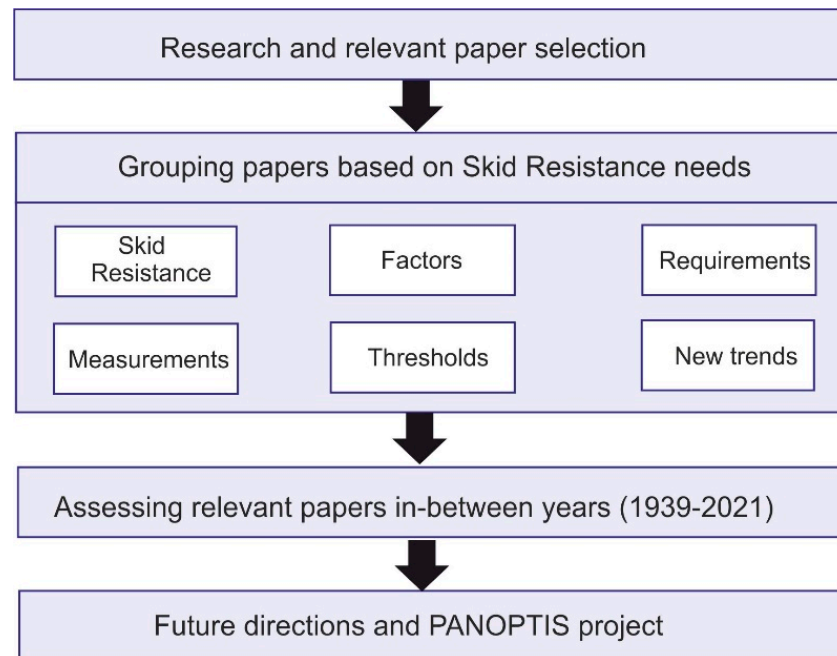 Research and relevant paper selection
Grouping papers based on Skid Resistance needs
Skid
Resistance
Factors
Requirements
Measurements
Thresholds
New trends
Assessing relevant papers in-between years (1939-2021)
Future directions and PANOPTIS project